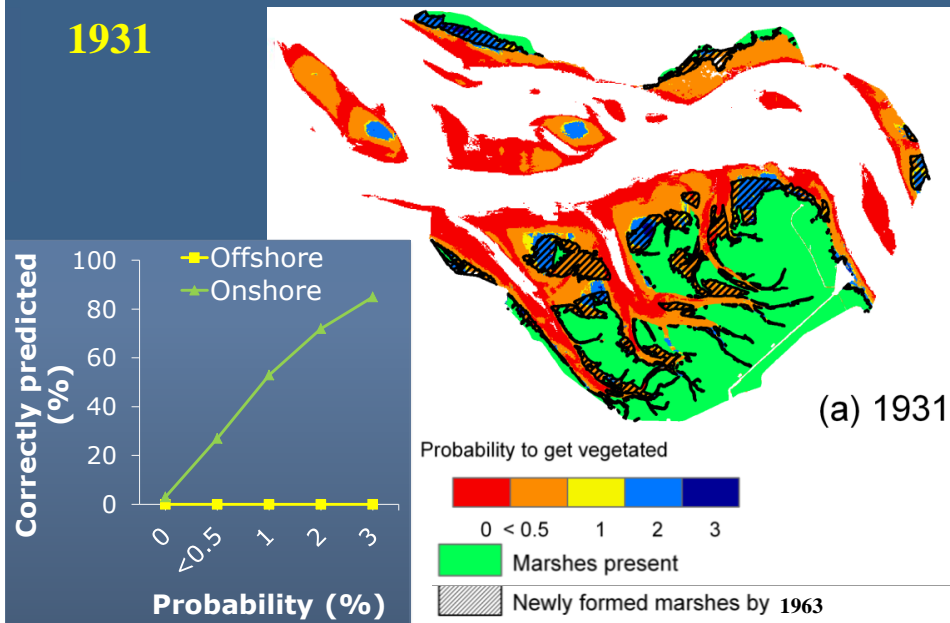 1931
(a) 1931
Correctly predicted
(%)
100
80
60
40
20
0
Offshore
Onshore
0
<0.5
1
2
3
Probability (%)
Probability to get vegetated
0 < 0.5 1 2 3
Marshes present
Newly formed marshes by 1963